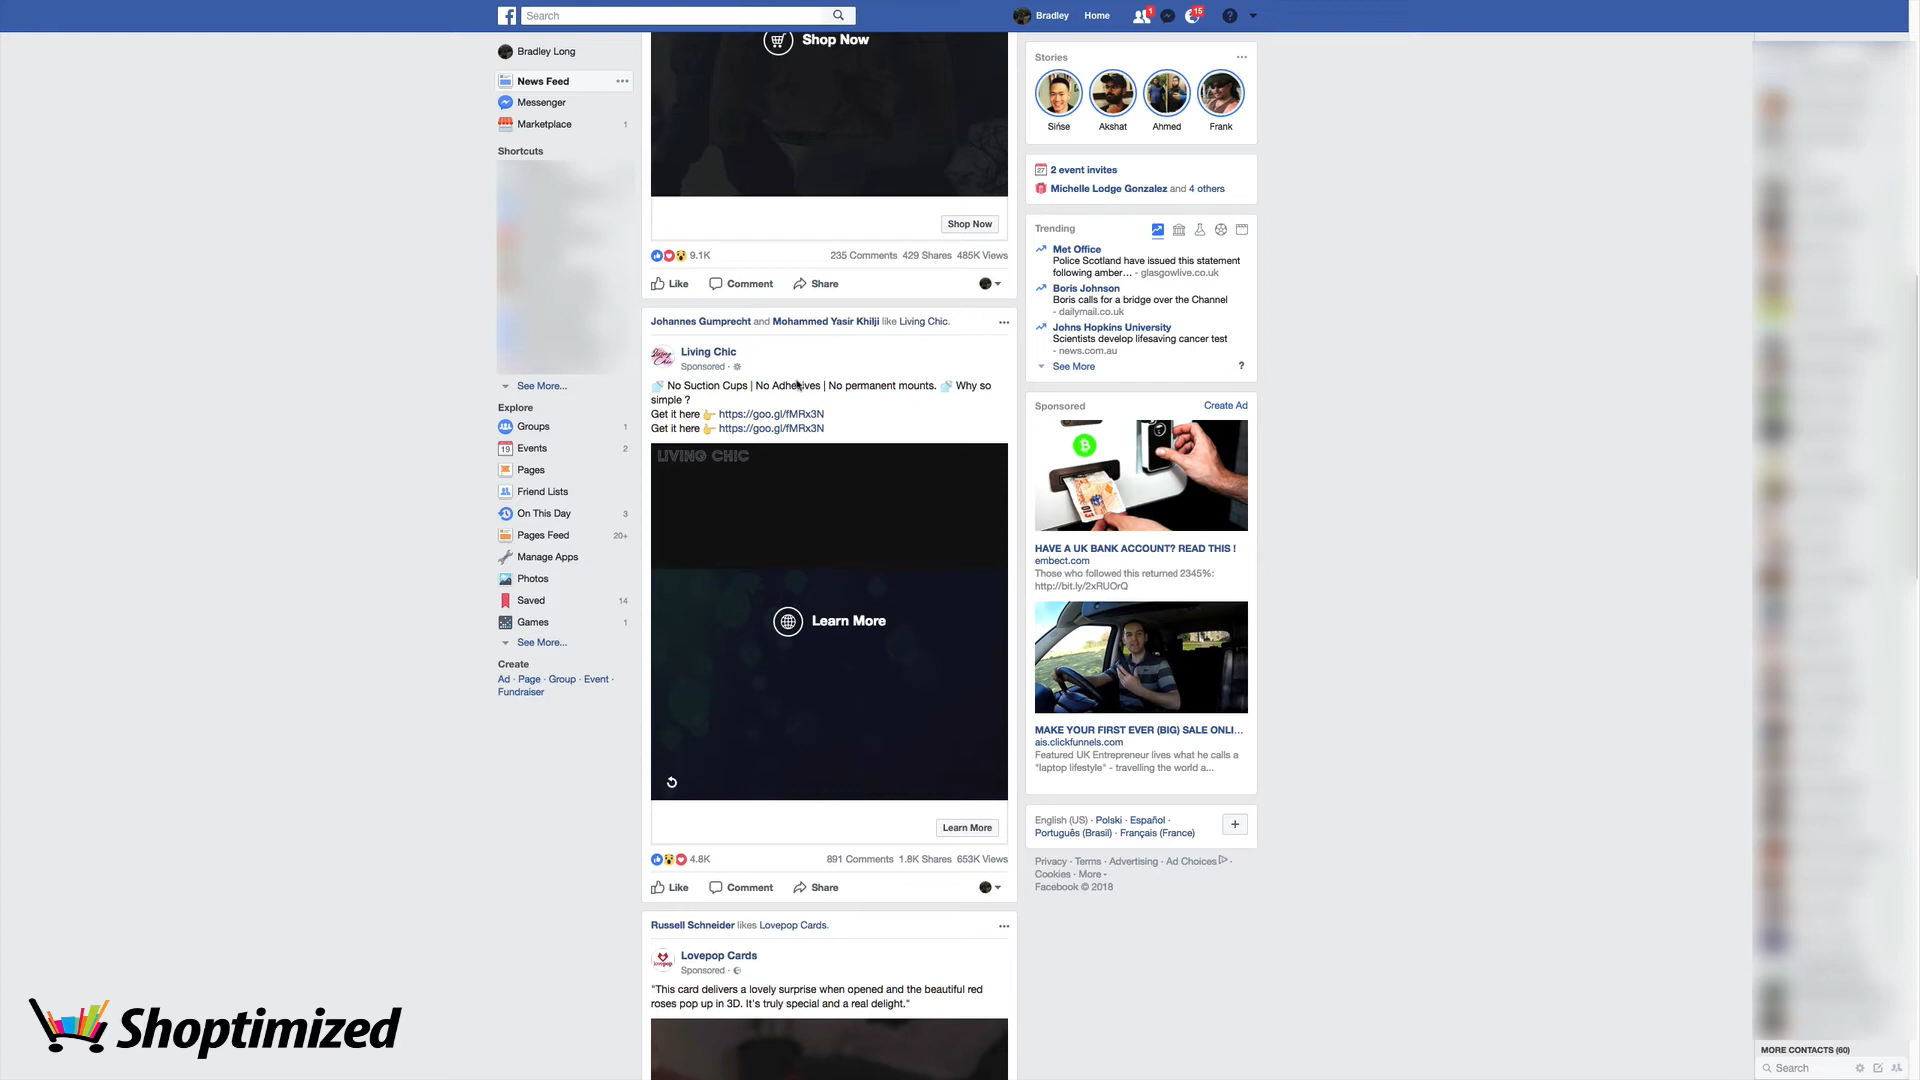 Search
Bradley
Home
1
15
Bradley Long
News Feed
Messenger
Marketplace
1
Shortcuts
See More...
Explore
Groups
1
19
Events
2
Pages
Friend Lists
On This Day
3
Pages Feed
20+
Manage Apps
Photos
Saved
14
Games
1
See More...
Create
Ad · Page · Group · Event ·
Fundraiser
Shop Now
Shop Now
9.1K
235 Comments 429 Shares 485K Views
Like Comment Share
Johannes Gumprecht and Mohammed Yasir Khilji like Living Chic.
Living Chic
Sponsored ·
No Suction Cups | No Adhesives | No permanent mounts. Why so
simple ?
Get it here 👉 https://goo.gl/fMRx3N
Get it here 👉 https://goo.gl/fMRx3N
LIVING CHIC
Learn More
Learn More
4.8K
891 Comments 1.8K Shares 653K Views
Like Comment Share
Russell Schneider likes Lovepop Cards.
lovepop
Lovepop Cards
Sponsored ·
"This card delivers a lovely surprise when opened and the beautiful red
roses pop up in 3D. It's truly special and a real delight."
Stories
Sińse
Akshat
Ahmed
Frank
27
2 event invites
Michelle Lodge Gonzalez and 4 others
Trending
Met Office
Police Scotland have issued this statement
following amber... - glasgowlive.co.uk
Boris Johnson
Boris calls for a bridge over the Channel
- dailymail.co.uk
Johns Hopkins University
Scientists develop lifesaving cancer test
- news.com.au
See More
?
Sponsored
Create Ad
HAVE A UK BANK ACCOUNT? READ THIS !
embect.com
Those who followed this returned 2345%:
http://bit.ly/2xRUOrQ
MAKE YOUR FIRST EVER (BIG) SALE ONLI...
ais.clickfunnels.com
Featured UK Entrepreneur lives what he calls a
"laptop lifestyle" - travelling the world a...
English (US) · Polski · Español ·
Português (Brasil) · Français (France)
+
Privacy · Terms · Advertising · Ad Choices ·
Cookies · More
Facebook © 2018
MORE CONTACTS (60)
Search
Shoptimized